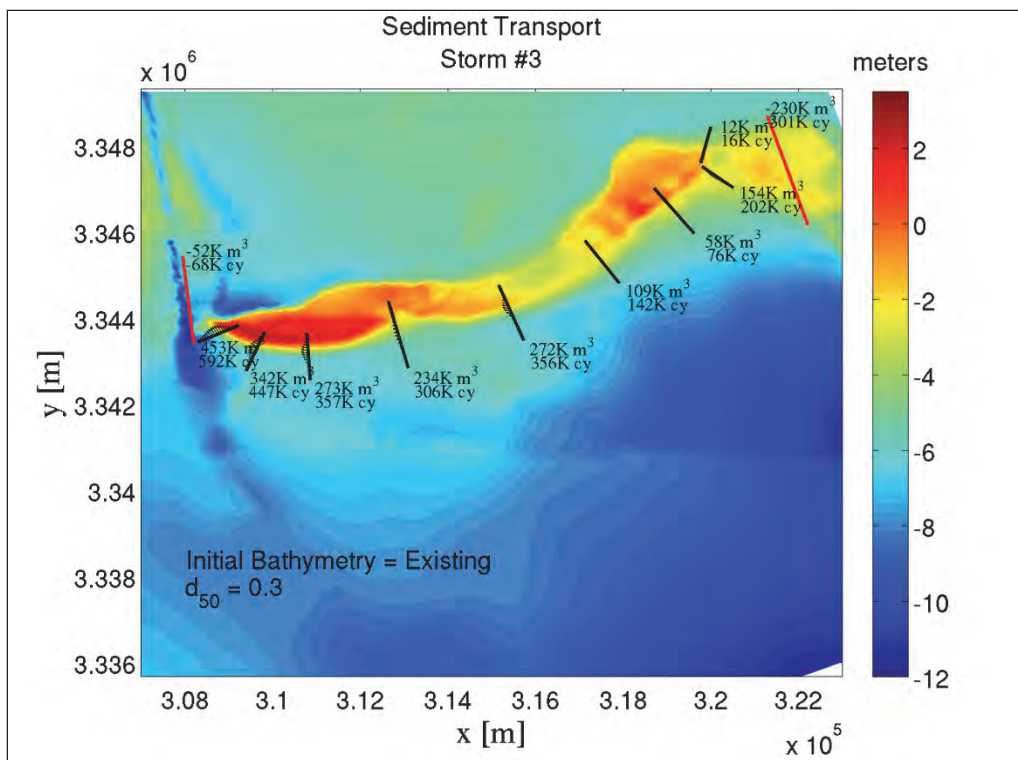 Sediment Transport
Storm #3
x 10^6
meters
3.348
3.346
3.344
3.342
3.34
3.338
3.336
y [m]
-230K m^3
-301K cy
12K m^3
16K cy
154K m^3
202K cy
58K m^3
76K cy
109K m^3
142K cy
-52K m^3
-68K cy
453K m^3
592K cy
342K m^3
447K cy
273K m^3
357K cy
234K m^3
306K cy
272K m^3
356K cy
Initial Bathymetry = Existing
d_50 = 0.3
3.08 3.1 3.12 3.14 3.16 3.18 3.2 3.22
x [m]
x 10^5
2
0
-2
-4
-6
-8
-10
-12